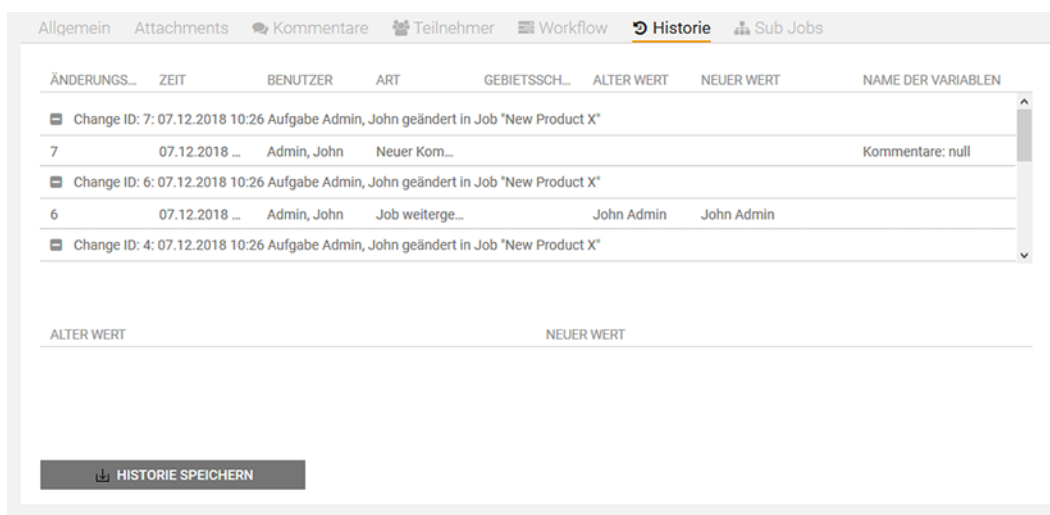 Allgemein Attachments Kommentare Teilnehmer Workflow Historie Sub Jobs
ÄNDERUNGS... ZEIT BENUTZER ART GEBIETSSCH... ALTER WERT NEUER WERT NAME DER VARIABLEN
Change ID: 7: 07.12.2018 10:26 Aufgabe Admin, John geändert in Job "New Product X"
7 07.12.2018 ... Admin, John Neuer Kom... Kommentare: null
Change ID: 6: 07.12.2018 10:26 Aufgabe Admin, John geändert in Job "New Product X"
6 07.12.2018 ... Admin, John Job weiterge... John Admin John Admin
Change ID: 4: 07.12.2018 10:26 Aufgabe Admin, John geändert in Job "New Product X"
ALTER WERT NEUER WERT
HISTORIE SPEICHERN